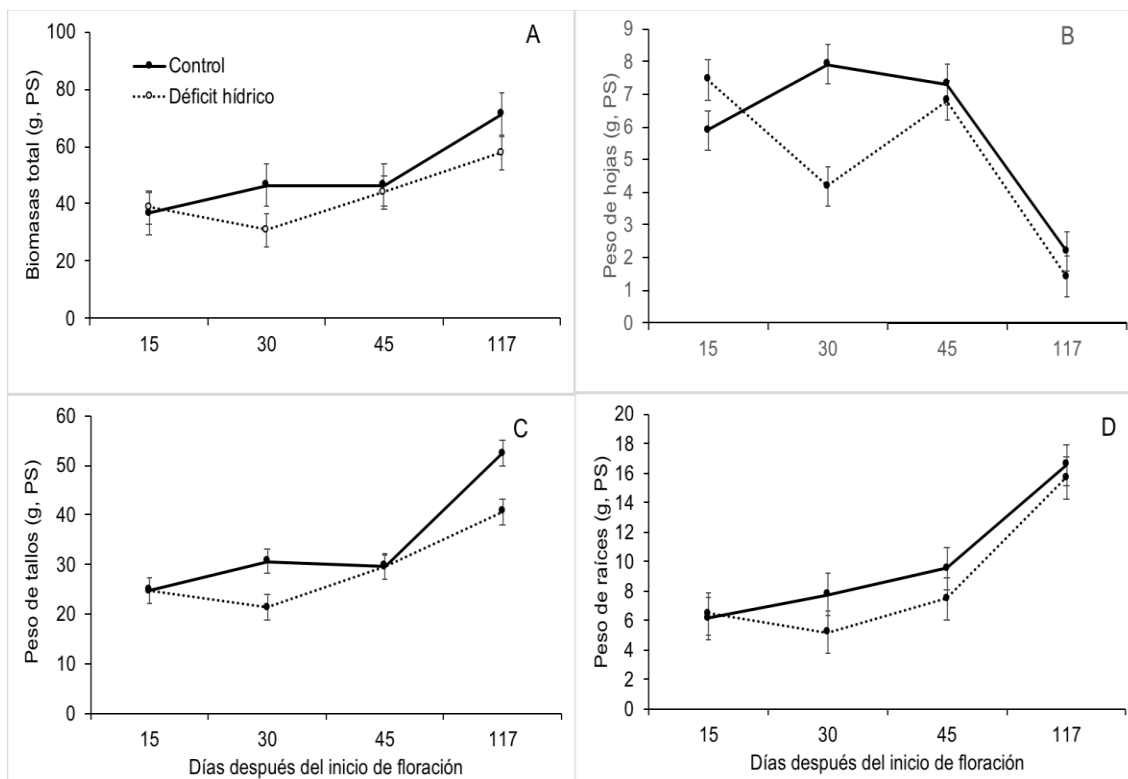 A
Biomasas total (g, PS)
100
80
60
40
20
0
Control
Déficit hídrico
15 30 45 117
B
Peso de hojas (g, PS)
9
8
7
6
5
4
3
2
1
0
15 30 45 117
C
Peso de tallos (g, PS)
60
50
40
30
20
10
0
15 30 45 117
Días después del inicio de floración
D
Peso de raíces (g, PS)
20
18
16
14
12
10
8
6
4
2
0
15 30 45 117
Días después del inicio de floración